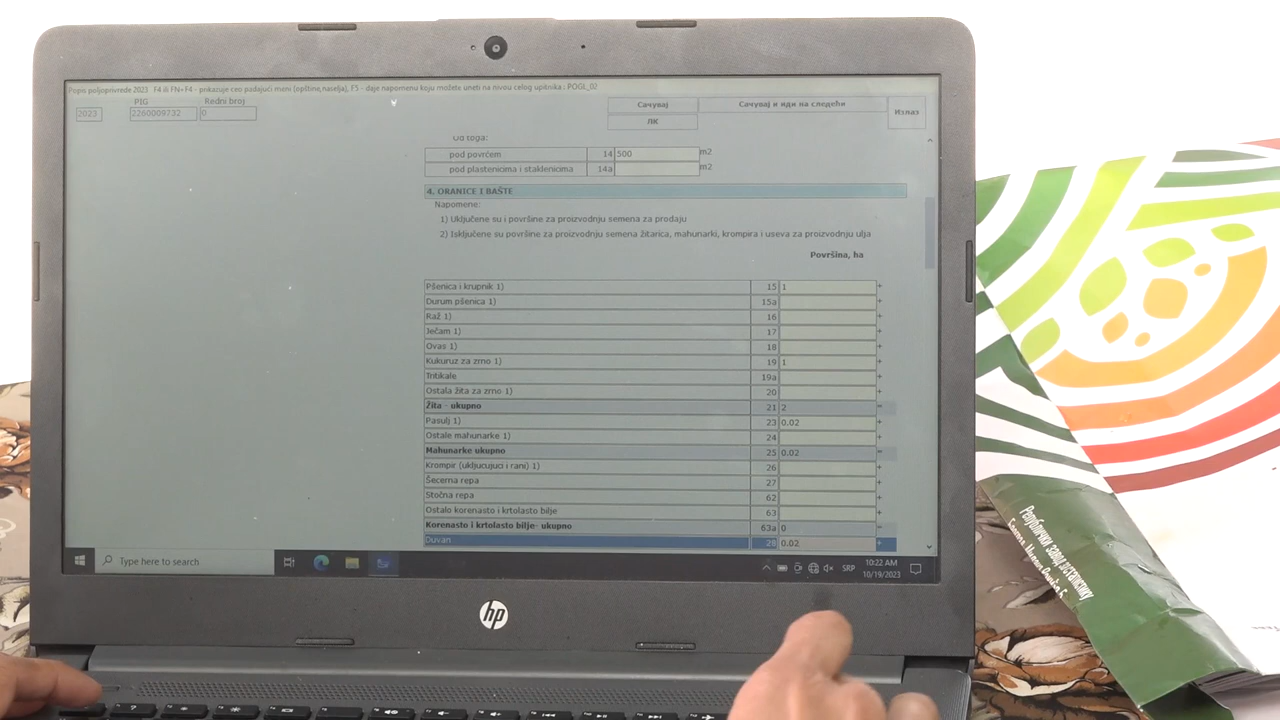 Popis poljoprivrede 2023 F4 ili FN+F4 - prikazuje ceo padajući mani (opštine,naselja), F5 - daje napomenu koju možete uneti na nivou celog upitnika : POGL_02
PIG Redni broj
2023 2260009732 0
Сачувај Сачувај и иди на следећи Излаз
ЛК
Od toga:
pod povrćem 14 500 m2
pod plastenicima i staklenicima 14a m2
4. ORANICE I BAŠTE
Napomene:
1) Uključene su i površine za proizvodnju semena za prodaju
2) Isključene su površine za proizvodnju semena žitarica, mahunarki, krompira i useva za proizvodnju ulja
Površina, ha
Pšenica i krupnik 1) 15 1 +
Durum pšenica 1) 15a +
Raž 1) 16 +
Ječam 1) 17 +
Ovas 1) 18 +
Kukuruz za zrno 1) 19 1 +
Tritikale 19a +
Ostala žita za zrno 1) 20 +
Žita - ukupno 21 2 =
Pasulj 1) 23 0.02 +
Ostale mahunarke 1) 24 +
Mahunarke ukupno 25 0.02 =
Krompir (ukljucujuci i rani) 1) 26 +
Šećerna repa 27 +
Stočna repa 62 +
Ostalo korenasto i krtolasto bilje 63 +
Korenasto i krtolasto bilje- ukupno 63a 0 =
Duvan 28 0.02 +
Type here to search
SRP
10:22 AM
10/19/2023
hp
Републички завод за статистику